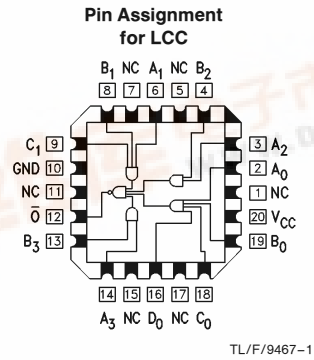 Pin Assignment
for LCC
B1 NC A1 NC B2
8 7 6 5 4
C1 9
GND 10
NC 11
O̅ 12
B3 13
3 A2
2 A0
1 NC
20 VCC
19 B0
14 15 16 17 18
A3 NC D0 NC C0
TL/F/9467–1